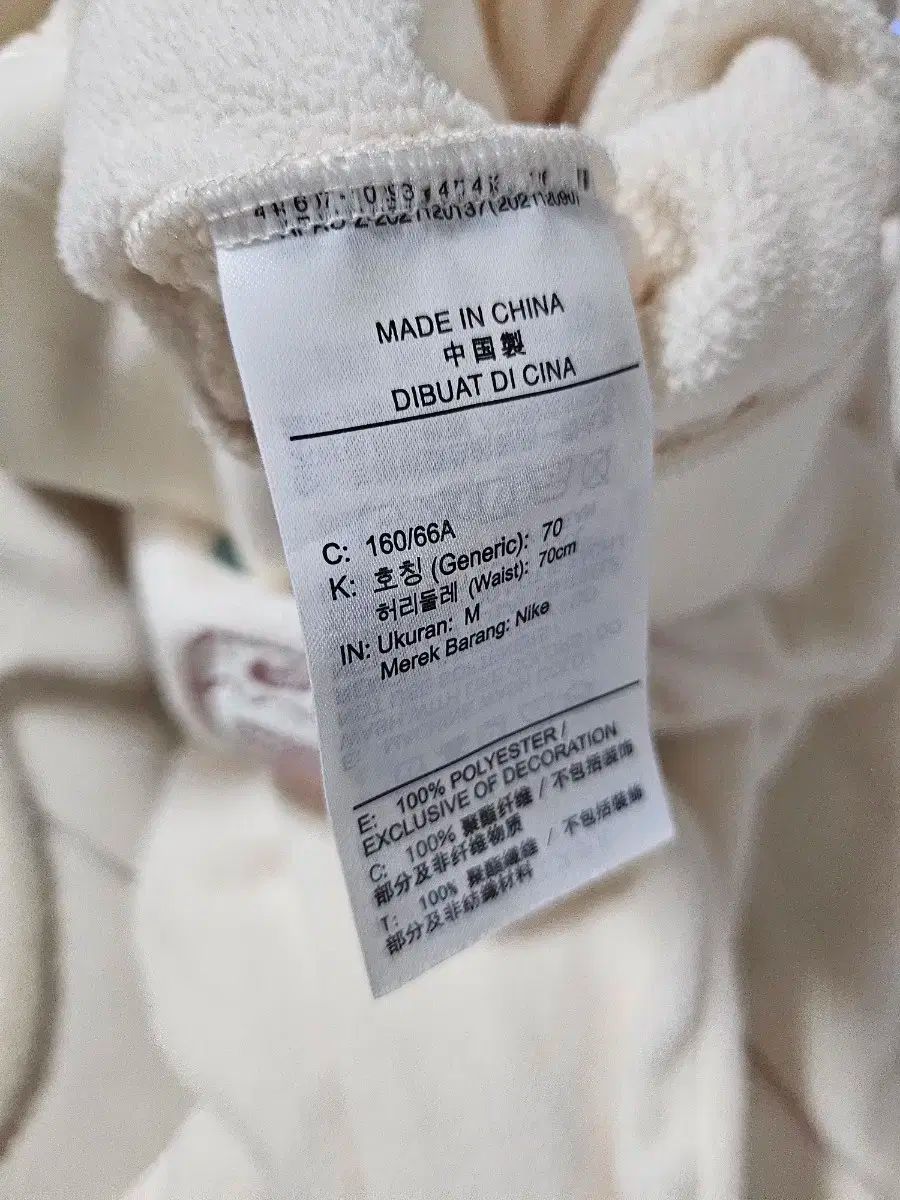 MADE IN CHINA
中国製
DIBUAT DI CINA
C: 160/66A
K: 호칭 (Generic): 70
허리둘레 (Waist): 70cm
IN: Ukuran: M
Merek Barang: Nike
E: 100% POLYESTER /
EXCLUSIVE OF DECORATION
C: 100% 聚酯纤维 / 不包括装饰
部分及非纤维物质
T: 100% 聚酯纖維 / 不包括裝飾
部分及非紡織材料